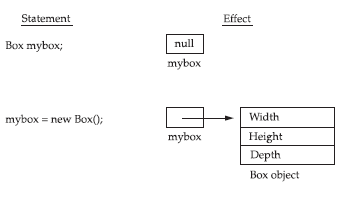 Statement
Effect
Box mybox;
null
mybox
mybox = new Box();
mybox
Width
Height
Depth
Box object